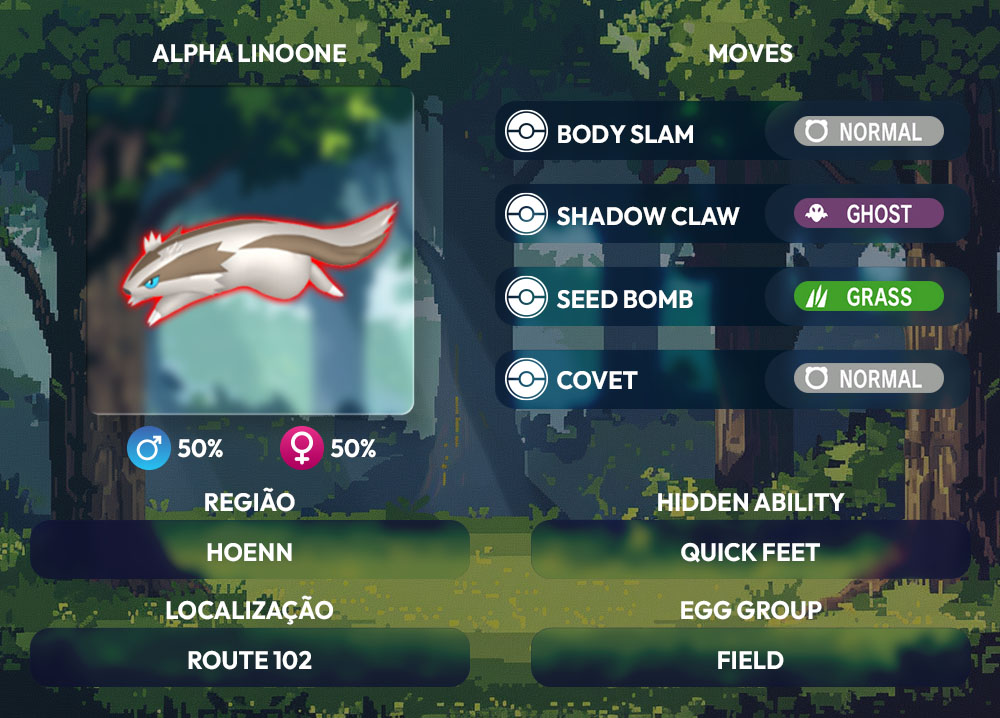 ALPHA LINOONE
50%
50%
REGIÃO
HOENN
LOCALIZAÇÃO
ROUTE 102
MOVES
BODY SLAM
NORMAL
SHADOW CLAW
GHOST
SEED BOMB
GRASS
COVET
NORMAL
HIDDEN ABILITY
QUICK FEET
EGG GROUP
FIELD